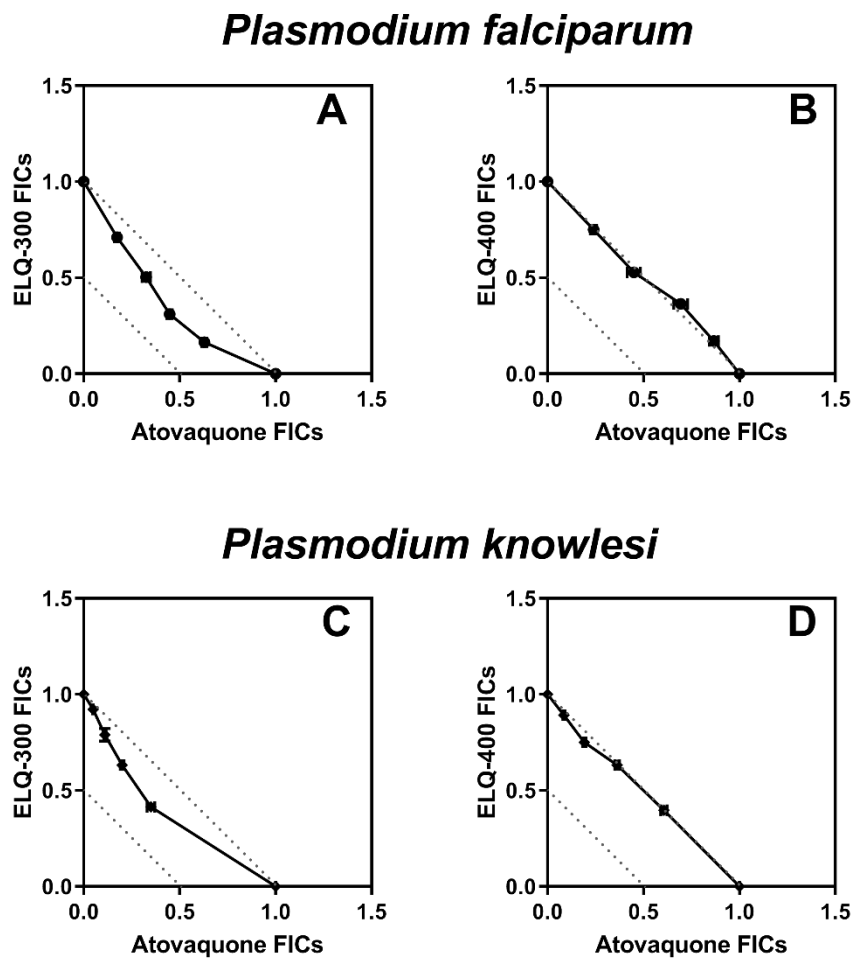 Plasmodium falciparum
A
1.5
1.0
0.5
0.0
ELQ-300 FICs
0.0 0.5 1.0 1.5
Atovaquone FICs
B
1.5
1.0
0.5
0.0
ELQ-400 FICs
0.0 0.5 1.0 1.5
Atovaquone FICs
Plasmodium knowlesi
C
1.5
1.0
0.5
0.0
ELQ-300 FICs
0.0 0.5 1.0 1.5
Atovaquone FICs
D
1.5
1.0
0.5
0.0
ELQ-400 FICs
0.0 0.5 1.0 1.5
Atovaquone FICs